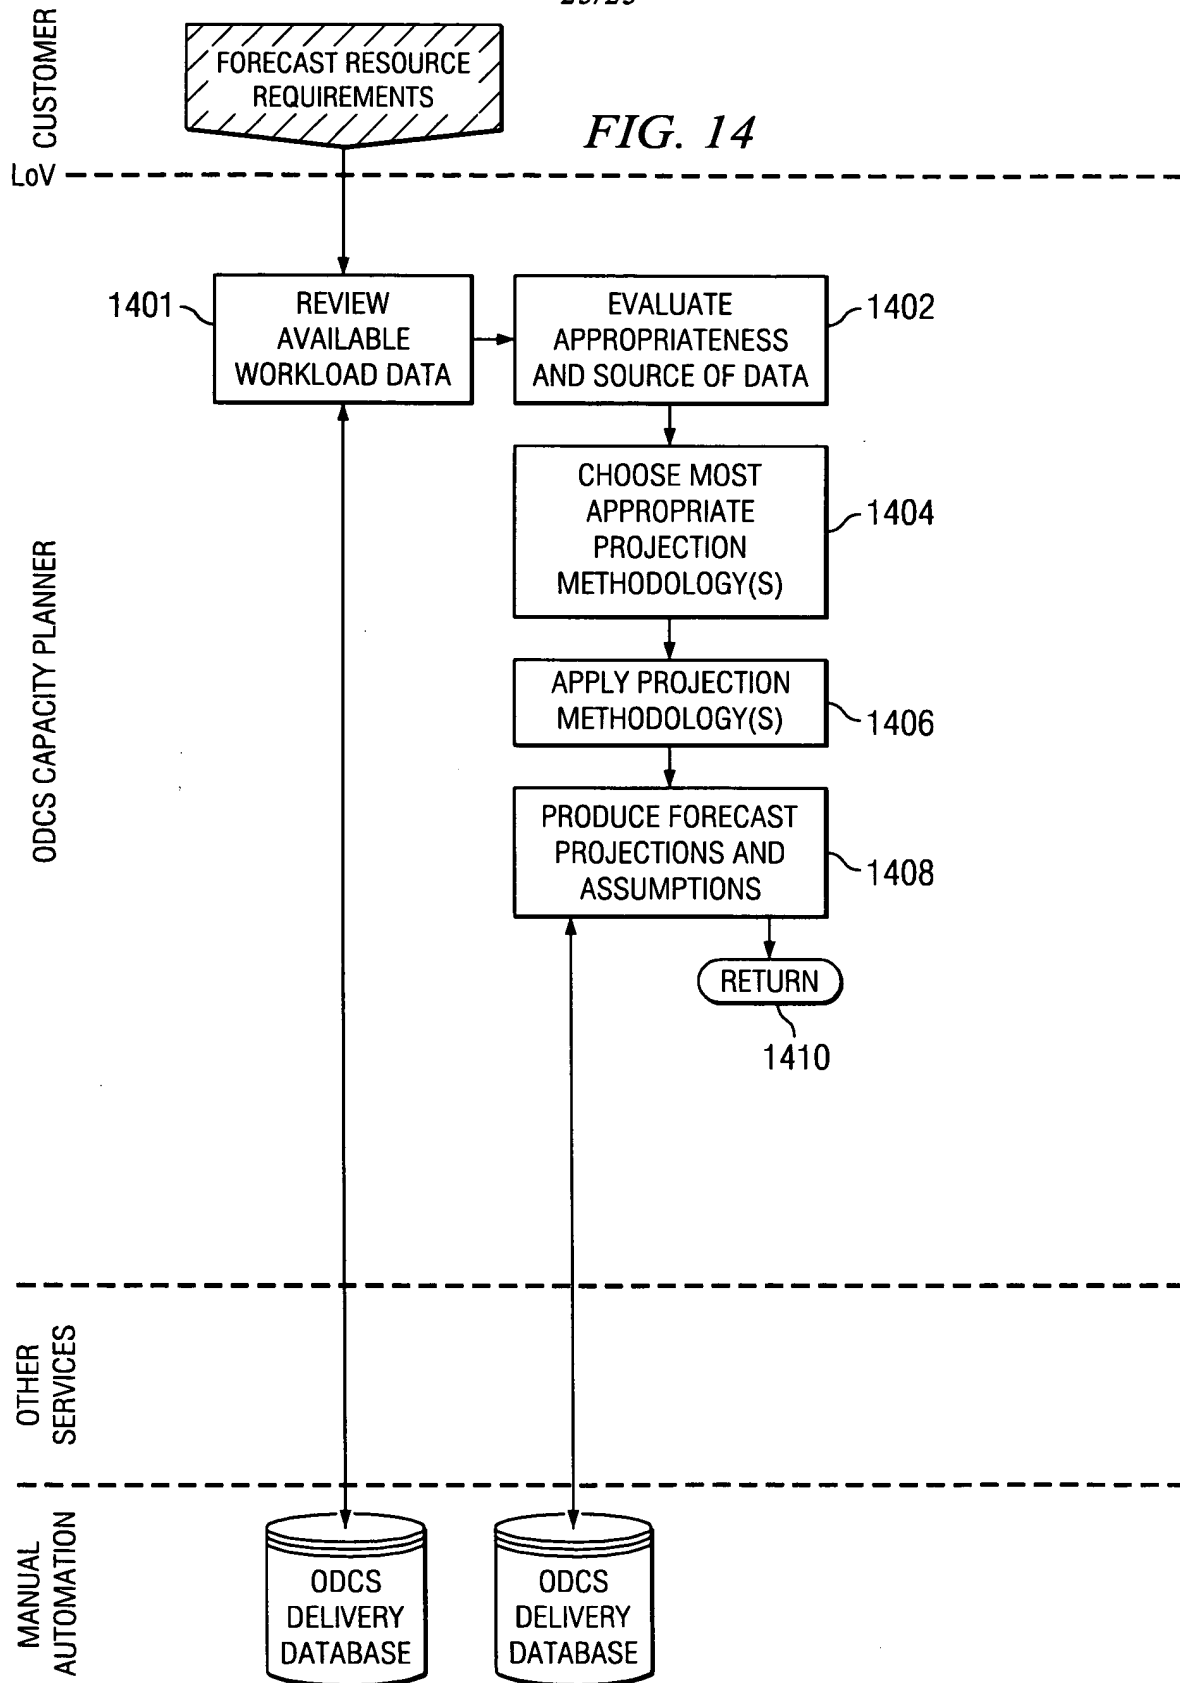 CUSTOMER
FORECAST RESOURCE
REQUIREMENTS
FIG. 14
LoV
ODCS CAPACITY PLANNER
1401
REVIEW
AVAILABLE
WORKLOAD DATA
EVALUATE
APPROPRIATENESS
AND SOURCE OF DATA
1402
CHOOSE MOST
APPROPRIATE
PROJECTION
METHODOLOGY(S)
1404
APPLY PROJECTION
METHODOLOGY(S)
1406
PRODUCE FORECAST
PROJECTIONS AND
ASSUMPTIONS
1408
RETURN
1410
OTHER
SERVICES
MANUAL
AUTOMATION
ODCS
DELIVERY
DATABASE
ODCS
DELIVERY
DATABASE